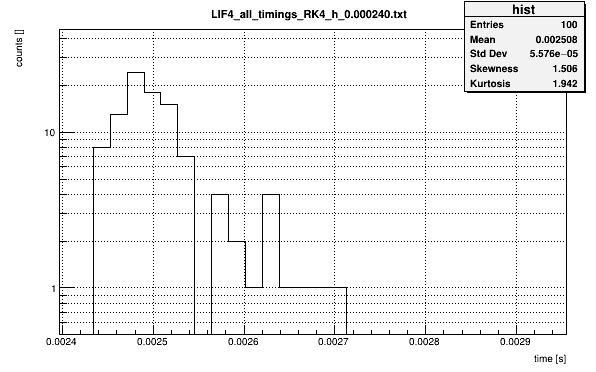 LIF4_all_timings_RK4_h_0.000240.txt
hist
Entries 100
Mean 0.002508
Std Dev 5.576e−05
Skewness 1.506
Kurtosis 1.942
counts []
10
1
0.0024 0.0025 0.0026 0.0027 0.0028 0.0029
time [s]